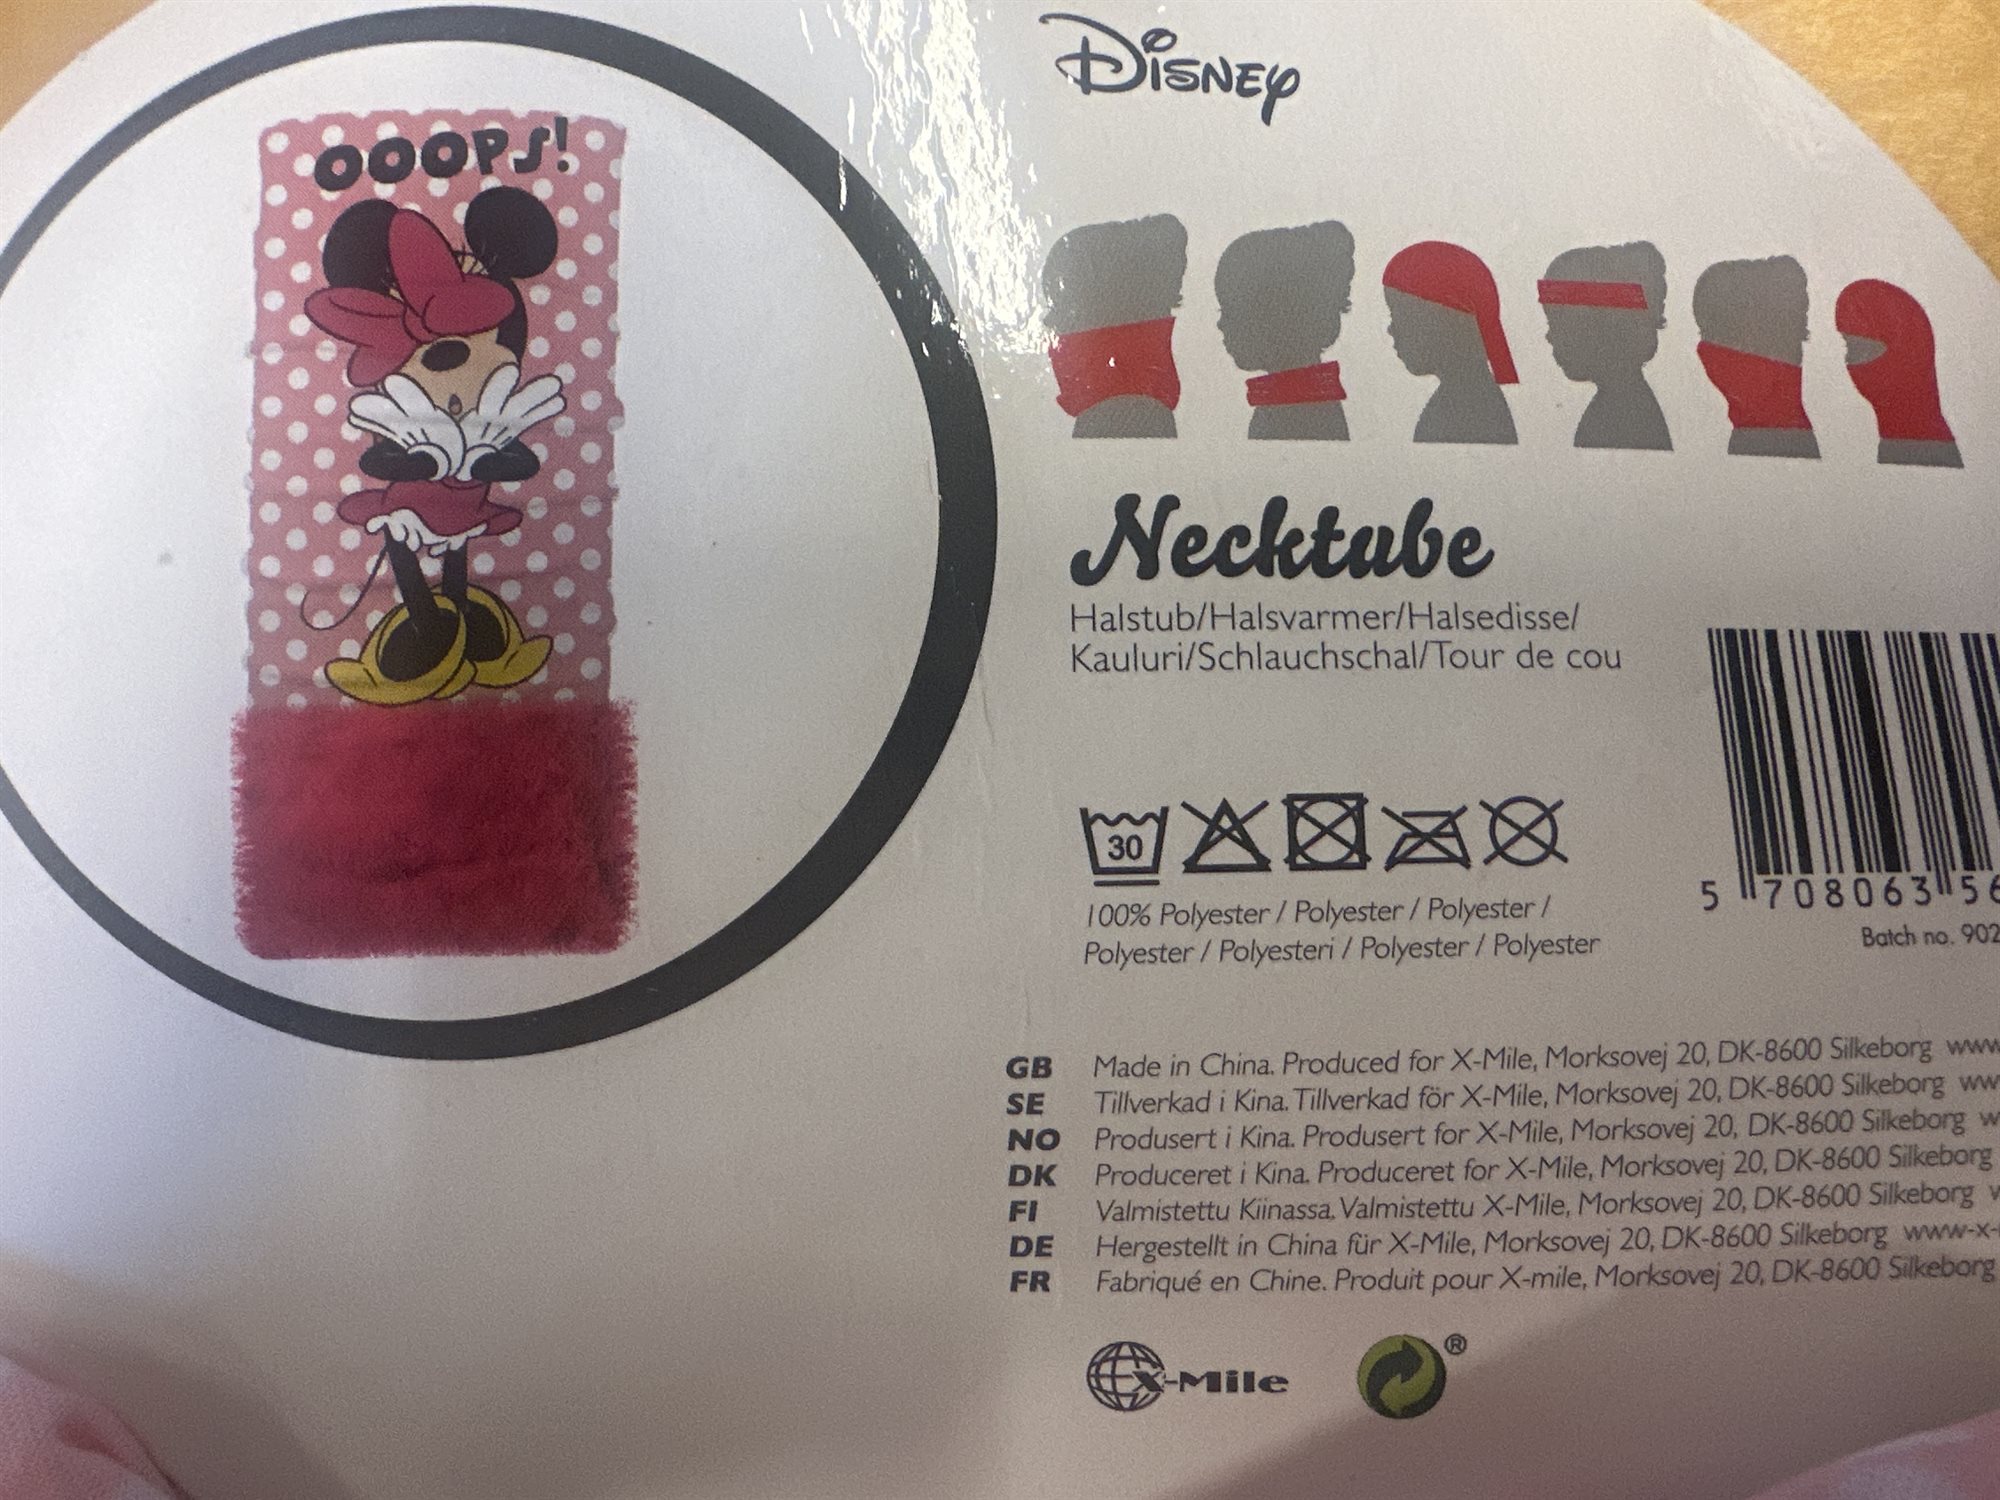 OOOPS!
Disney
Necktube
Halstub/Halsvarmer/Halsedisse/
Kauluri/Schlauchschal/Tour de cou
30
100% Polyester / Polyester / Polyester /
Polyester / Polyesteri / Polyester / Polyester
5 708063 56
Batch no. 902
GB Made in China. Produced for X-Mile, Morksovej 20, DK-8600 Silkeborg www
SE Tillverkad i Kina. Tillverkad för X-Mile, Morksovej 20, DK-8600 Silkeborg ww
NO Produsert i Kina. Produsert for X-Mile, Morksovej 20, DK-8600 Silkeborg w
DK Produceret i Kina. Produceret for X-Mile, Morksovej 20, DK-8600 Silkeborg
FI Valmistettu Kiinassa. Valmistettu X-Mile, Morksovej 20, DK-8600 Silkeborg
DE Hergestellt in China für X-Mile, Morksovej 20, DK-8600 Silkeborg www-x-
FR Fabriqué en Chine. Produit pour X-mile, Morksovej 20, DK-8600 Silkeborg
X-Mile ®